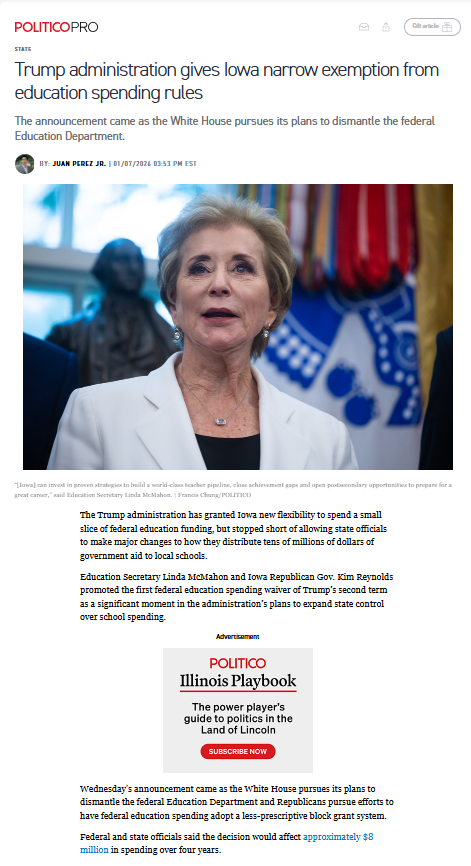 POLITICOPRO
Gift article
STATE
Trump administration gives Iowa narrow exemption from
education spending rules
The announcement came as the White House pursues its plans to dismantle the federal
Education Department.
BY: JUAN PEREZ JR. | 01/07/2026 03:53 PM EST
"[Iowa] can invest in proven strategies to build a world-class teacher pipeline, close achievement gaps and open postsecondary opportunities to prepare for a
great career," said Education Secretary Linda McMahon. | Francis Chung/POLITICO
The Trump administration has granted Iowa new flexibility to spend a small
slice of federal education funding, but stopped short of allowing state officials
to make major changes to how they distribute tens of millions of dollars of
government aid to local schools.
Education Secretary Linda McMahon and Iowa Republican Gov. Kim Reynolds
promoted the first federal education spending waiver of Trump's second term
as a significant moment in the administration's plans to expand state control
over school spending.
Advertisement
POLITICO
Illinois Playbook
The power player's
guide to politics in the
Land of Lincoln
SUBSCRIBE NOW
Wednesday's announcement came as the White House pursues its plans to
dismantle the federal Education Department and Republicans pursue efforts to
have federal education spending adopt a less-prescriptive block grant system.
Federal and state officials said the decision would affect approximately $8
million in spending over four years.